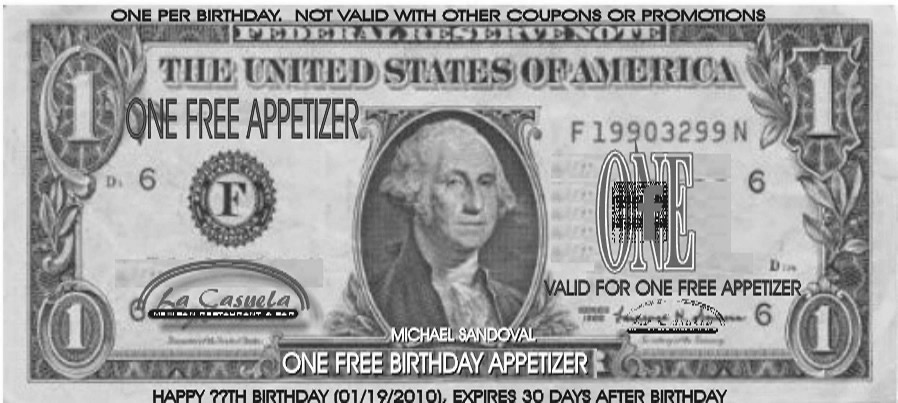 ONE PER BIRTHDAY. NOT VALID WITH OTHER COUPONS OR PROMOTIONS
FEDERAL RESERVE NOTE
THE UNITED STATES OF AMERICA
1
1
ONE FREE APPETIZER
F 19903299 N
6
6
F
ONE
f
VALID FOR ONE FREE APPETIZER
La Casuela
MEXICAN RESTAURANT & BAR
6
6
1
1
MICHAEL SANDOVAL
ONE FREE BIRTHDAY APPETIZER
HAPPY ??TH BIRTHDAY (01/19/2010), EXPIRES 30 DAYS AFTER BIRTHDAY